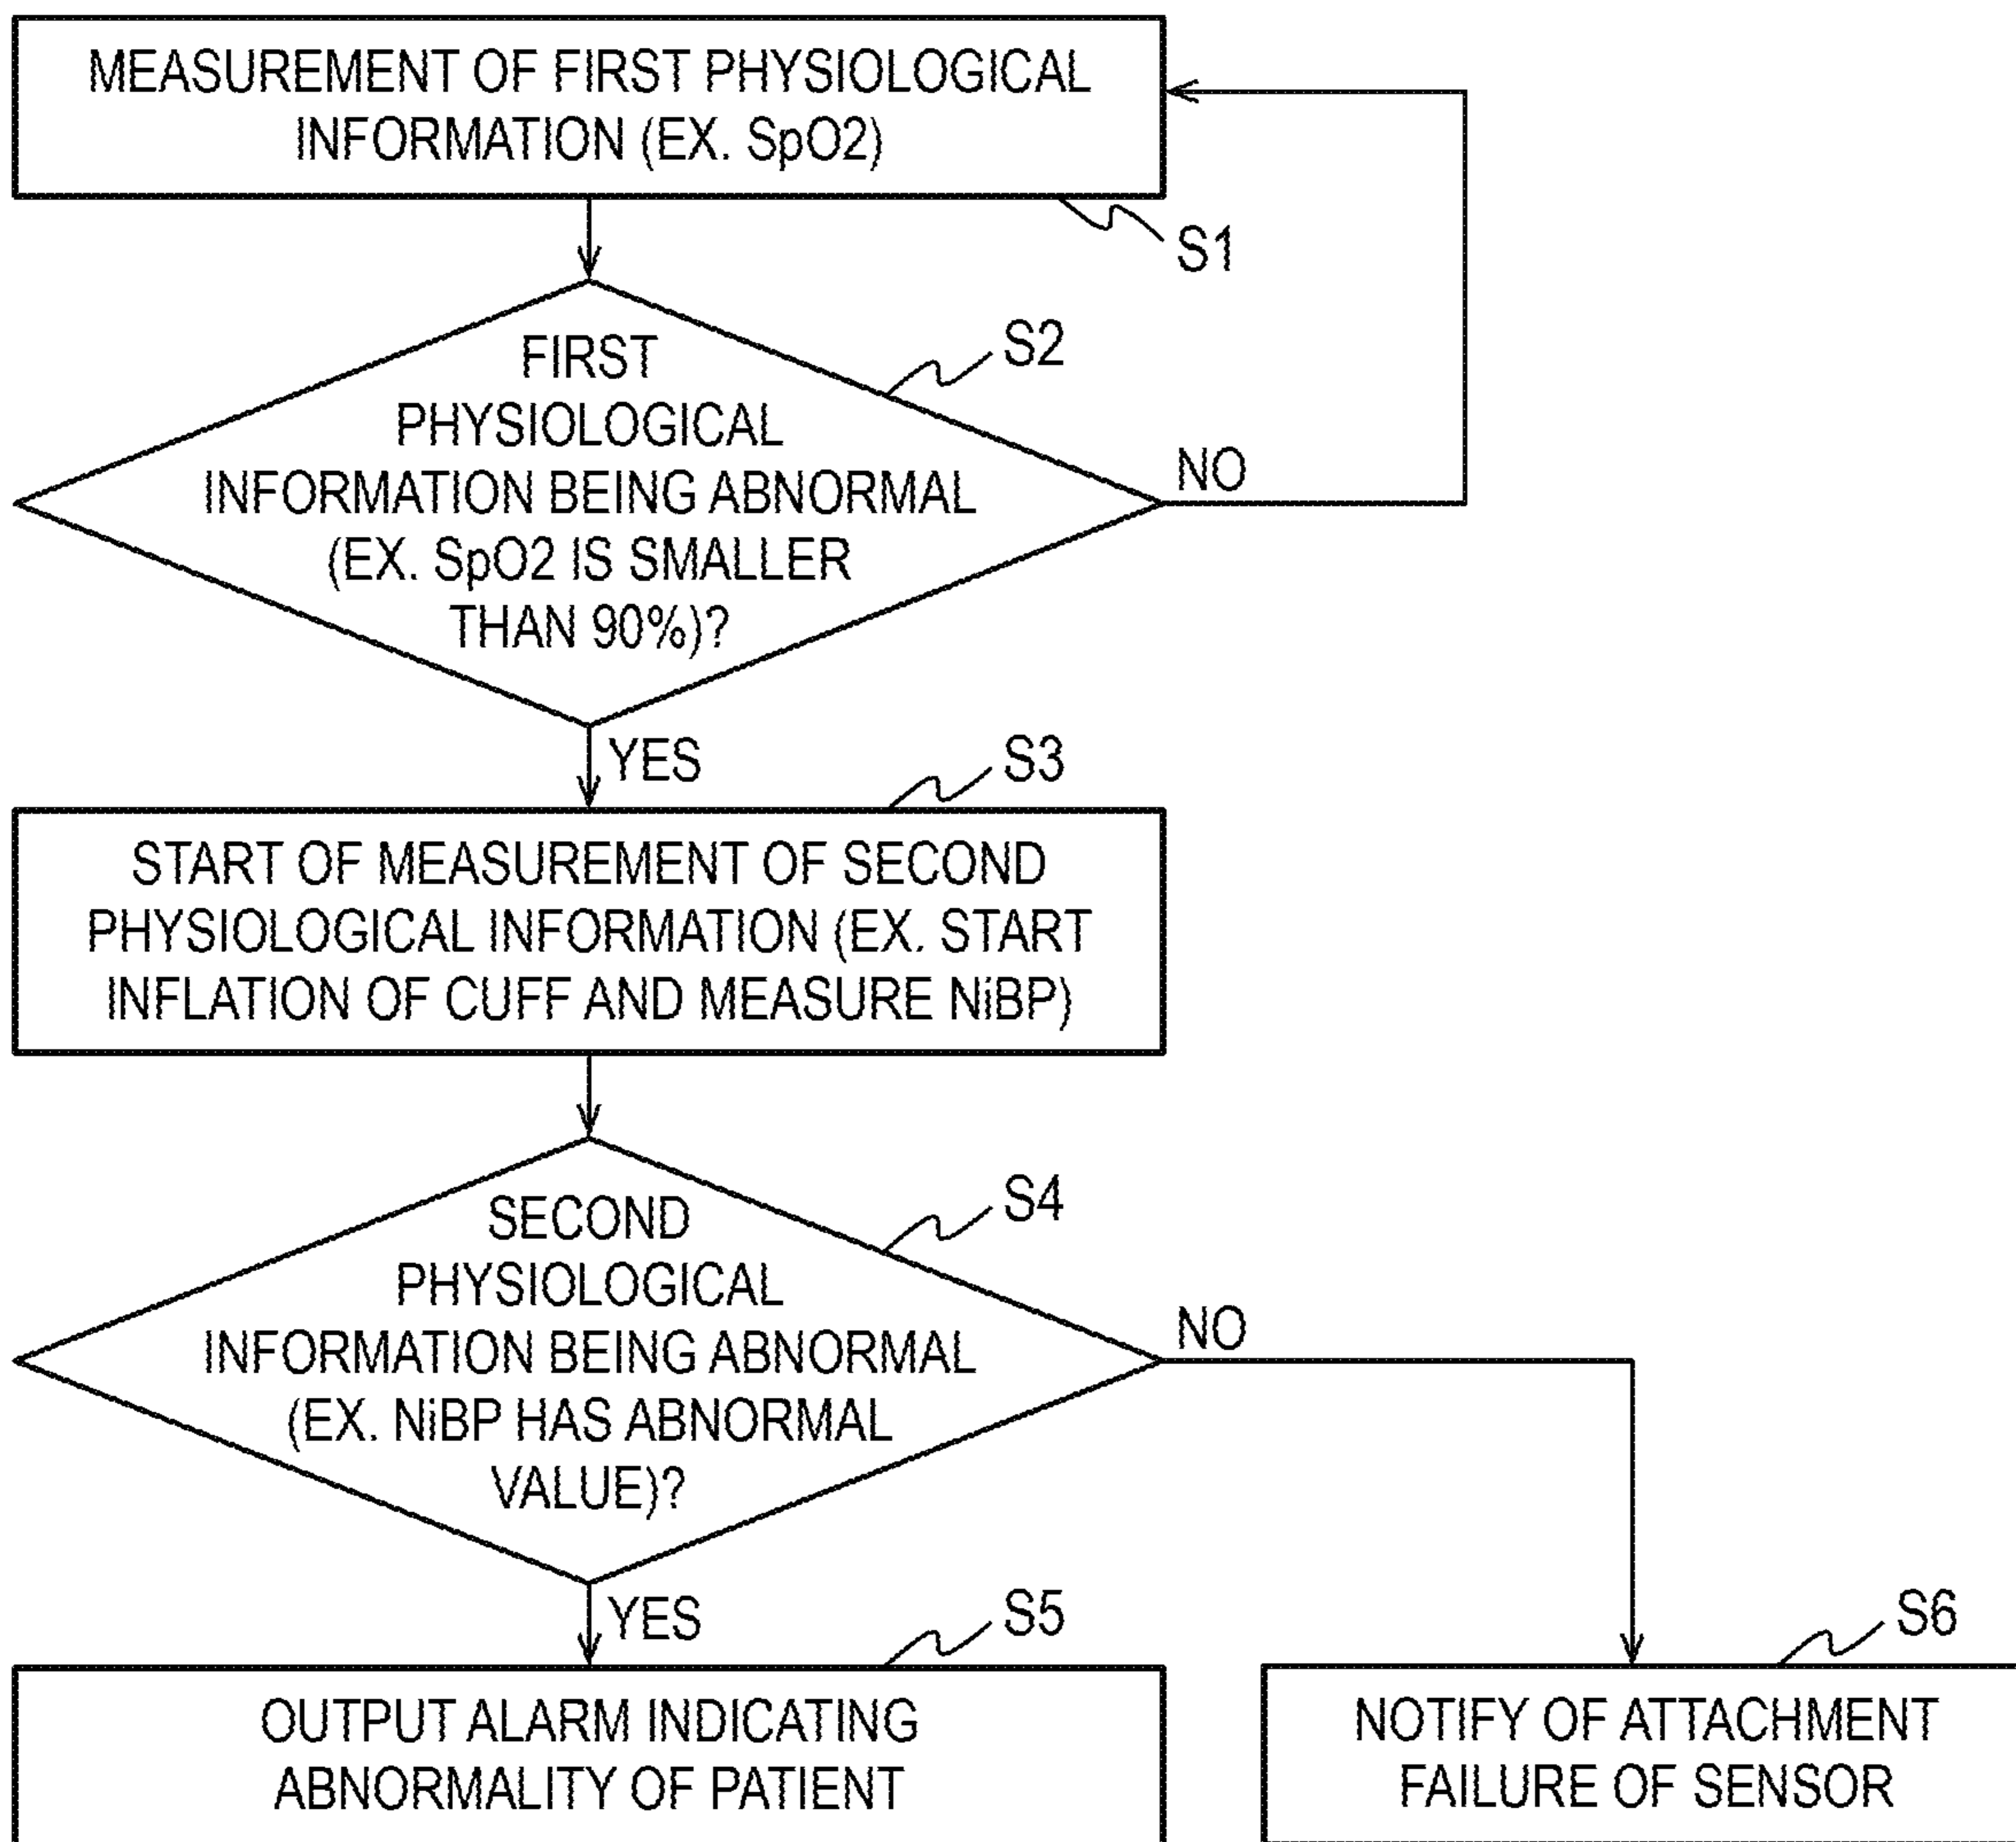 MEASUREMENT OF FIRST PHYSIOLOGICAL
INFORMATION (EX. SpO2)
S1
S2
FIRST
PHYSIOLOGICAL
INFORMATION BEING ABNORMAL
(EX. SpO2 IS SMALLER
THAN 90%)?
NO
YES
S3
START OF MEASUREMENT OF SECOND
PHYSIOLOGICAL INFORMATION (EX. START
INFLATION OF CUFF AND MEASURE NiBP)
S4
SECOND
PHYSIOLOGICAL
INFORMATION BEING ABNORMAL
(EX. NiBP HAS ABNORMAL
VALUE)?
NO
YES
S5
OUTPUT ALARM INDICATING
ABNORMALITY OF PATIENT
S6
NOTIFY OF ATTACHMENT
FAILURE OF SENSOR